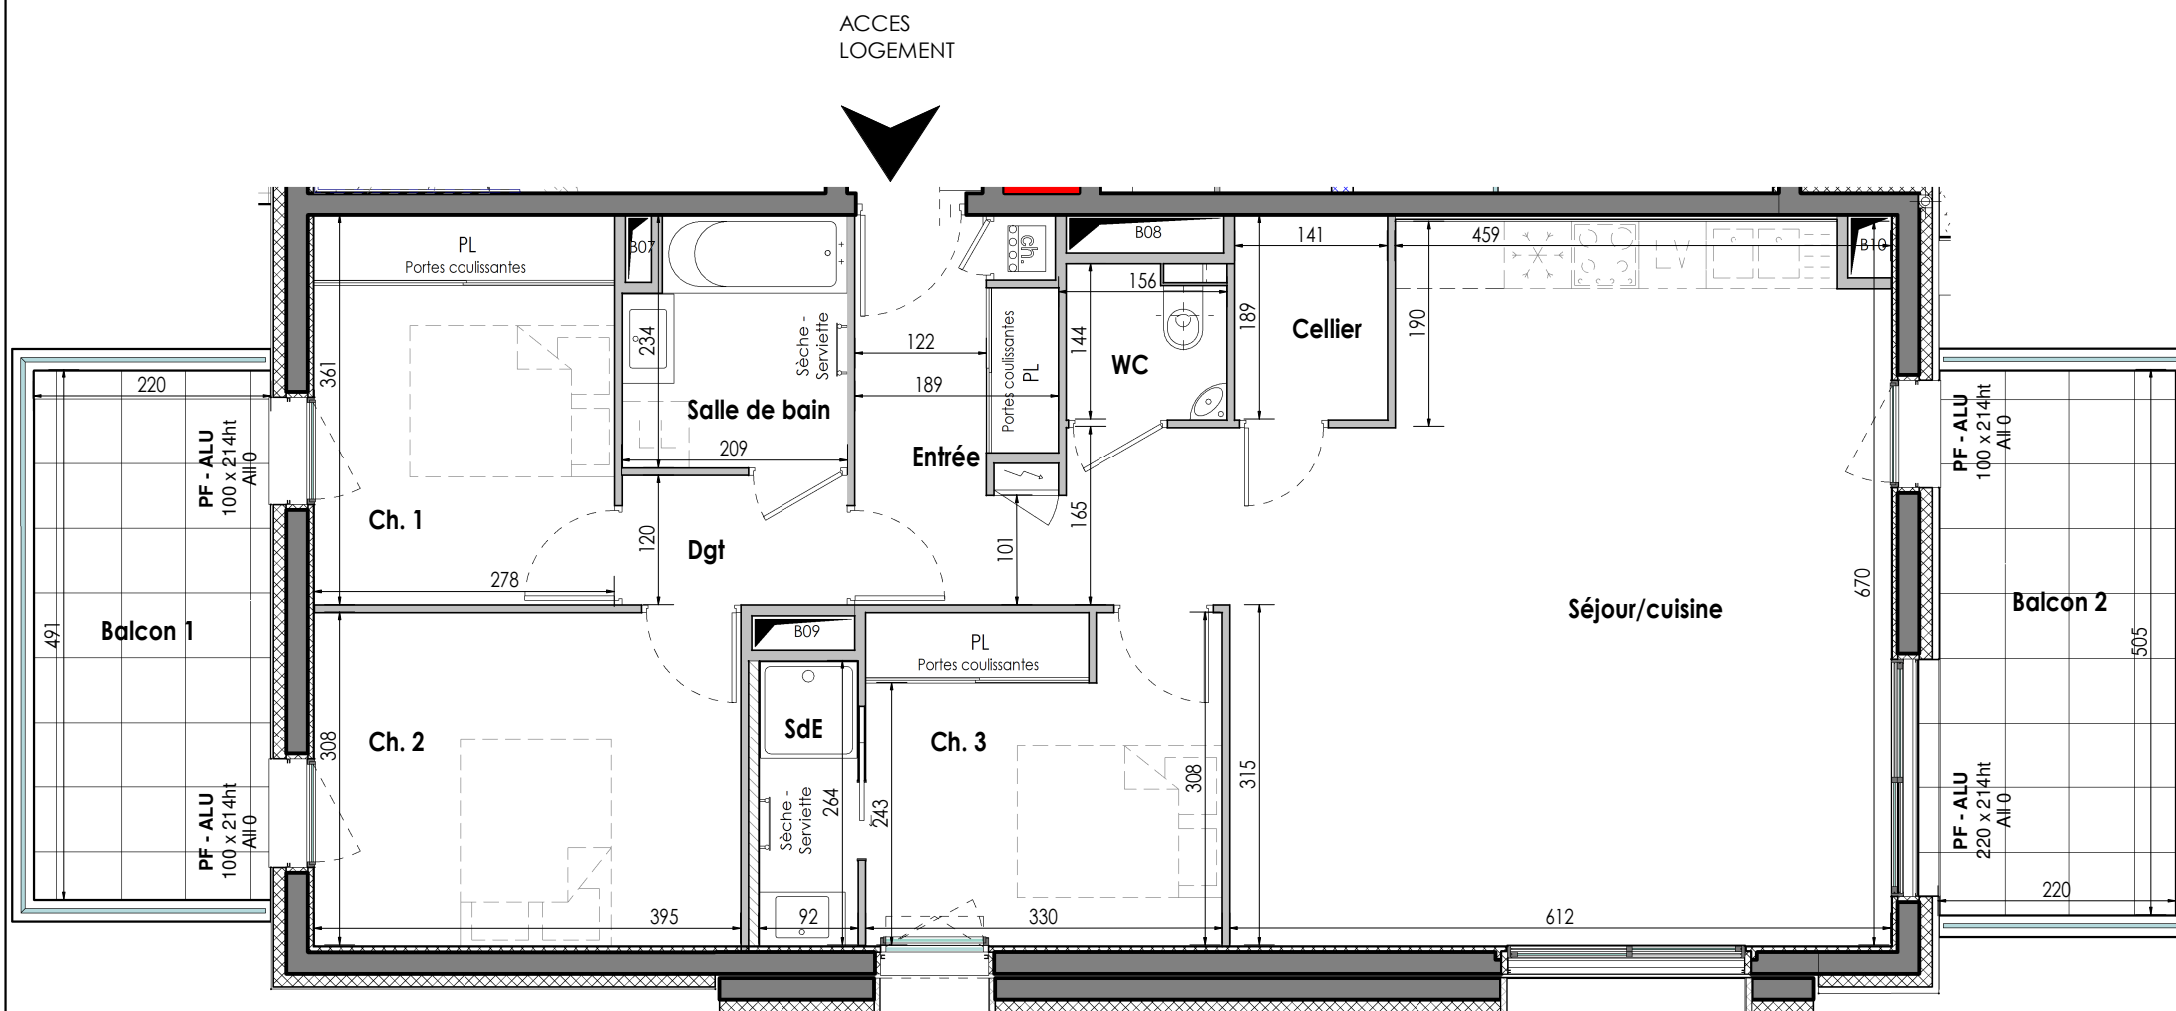 ACCES
LOGEMENT
PL
Portes coulissantes
B07
ch.
B08
141
459
LV
B10
156
189
190
144
Cellier
WC
361
234
Sèche -
Serviette
122
189
Portes coulissantes
PL
220
PF - ALU
100 x 214ht
All 0
Salle de bain
209
Entrée
PF - ALU
100 x 214ht
All 0
Ch. 1
120
Dgt
165
101
278
670
Séjour/cuisine
Balcon 2
505
491
Balcon 1
B09
PL
Portes coulissantes
308
Ch. 2
SdE
Ch. 3
308
315
243
264
Sèche -
Serviette
PF - ALU
100 x 214ht
All 0
PF - ALU
220 x 214ht
All 0
220
395
92
330
612